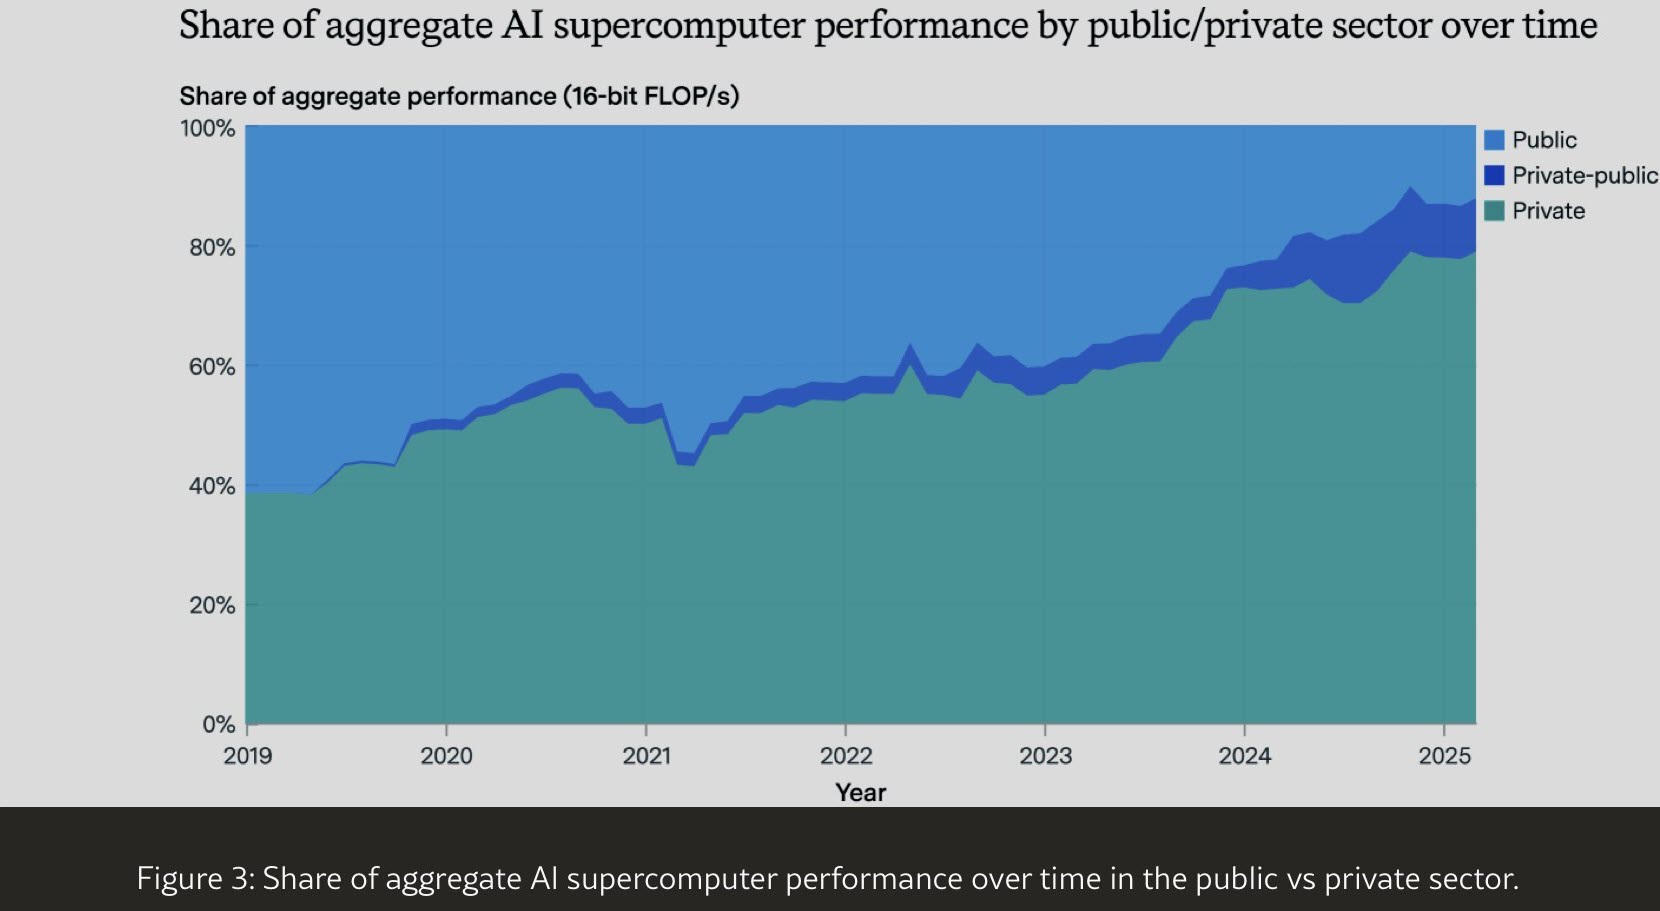 Share of aggregate AI supercomputer performance by public/private sector over time
Share of aggregate performance (16-bit FLOP/s)
100%
80%
60%
40%
20%
0%
Public
Private-public
Private
2019
2020
2021
2022
2023
2024
2025
Year
Figure 3: Share of aggregate AI supercomputer performance over time in the public vs private sector.